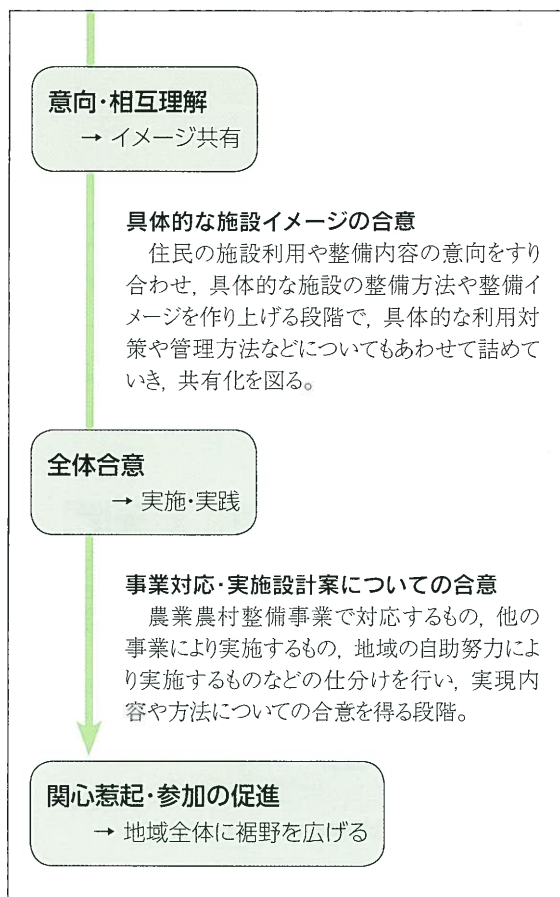 意向・相互理解
→ イメージ共有
具体的な施設イメージの合意
住民の施設利用や整備内容の意向をすり
合わせ，具体的な施設の整備方法や整備イ
メージを作り上げる段階で，具体的な利用対
策や管理方法などについてもあわせて詰めて
いき，共有化を図る。
全体合意
→ 実施・実践
事業対応・実施設計案についての合意
農業農村整備事業で対応するもの，他の
事業により実施するもの，地域の自助努力によ
り実施するものなどの仕分けを行い，実現内
容や方法についての合意を得る段階。
関心惹起・参加の促進
→ 地域全体に裾野を広げる